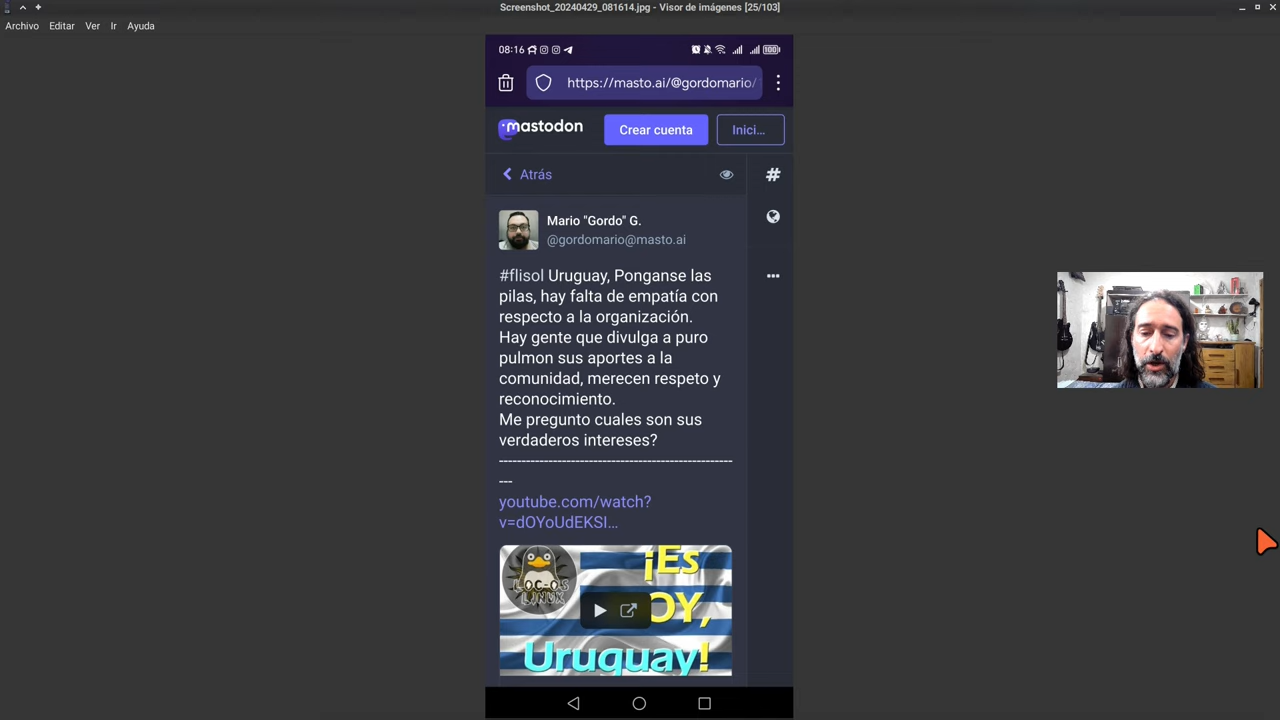 Screenshot_20240429_081614.jpg - Visor de imágenes [25/103]
Archivo Editar Ver Ir Ayuda
08:16
100
https://masto.ai/@gordomario/
mastodon
Crear cuenta
Inici...
Atrás
#
Mario "Gordo" G.
@gordomario@masto.ai
#flisol Uruguay, Ponganse las
pilas, hay falta de empatía con
respecto a la organización.
Hay gente que divulga a puro
pulmon sus aportes a la
comunidad, merecen respeto y
reconocimiento.
Me pregunto cuales son sus
verdaderos intereses?
----------------------------------------------------
---
youtube.com/watch?
v=dOYoUdEKSI...
¡Es
LOC-OS
LINUX
OY,
Uruguay!